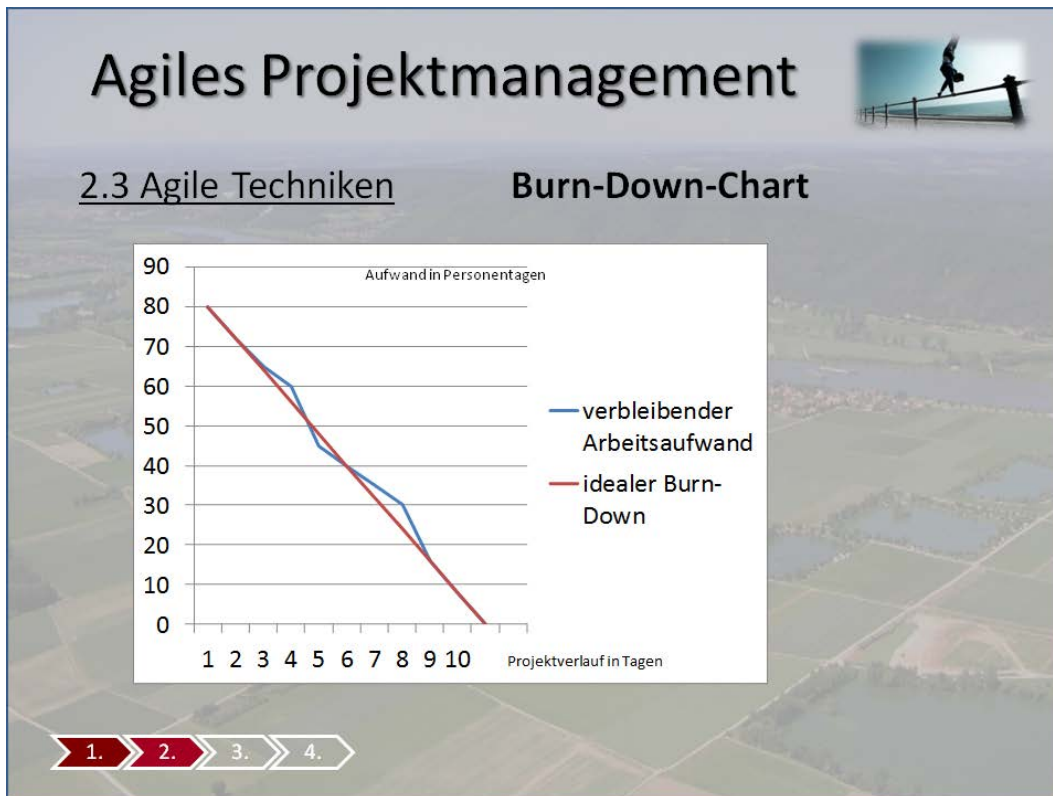 Agiles Projektmanagement
2.3 Agile Techniken
Burn-Down-Chart
Aufwand in Personentagen
90
80
70
60
50
40
30
20
10
0
1 2 3 4 5 6 7 8 9 10
Projektverlauf in Tagen
verbleibender
Arbeitsaufwand
idealer Burn-
Down
1. 2. 3. 4.